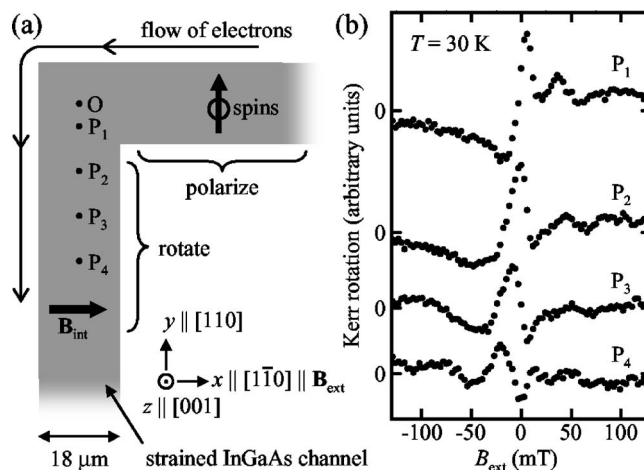 (a)
flow of electrons
O
P1
P2
P3
P4
spins
polarize
rotate
Bint
y || [110]
x || [11̄0] || Bext
z || [001]
18 μm
strained InGaAs channel
(b)
T = 30 K
P1
0
P2
0
P3
0
P4
0
Kerr rotation (arbitrary units)
-100 -50 0 50 100
Bext (mT)